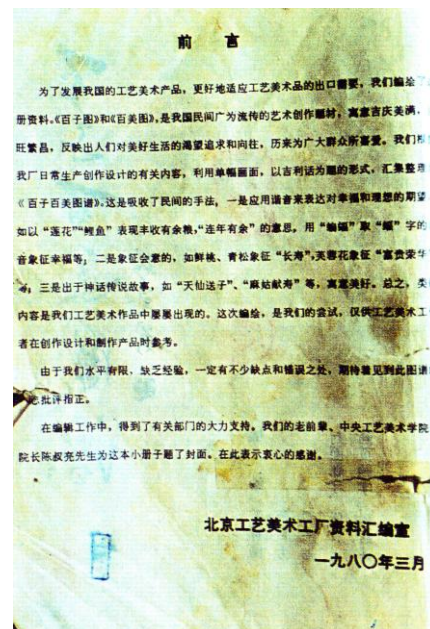 前 言
为了发展我国的工艺美术产品，更好地适应工艺美术品的出口需要，我们编绘了
册资料。《百子图》和《百美图》，是我国民间广为流传的艺术创作题材，寓意吉庆美满、
旺繁昌，反映出人们对美好生活的渴望追求和向往，历来为广大群众所喜爱。我们根
我厂日常生产创作设计的有关内容，利用单幅画面，以吉利话为题的形式，汇集整理
《百子百美图谱》。这是吸收了民间的手法，一是应用谐音来表达对幸福和理想的期望
如以“莲花”“鲤鱼”表现丰收有余粮，“连年有余”的意思，用“蝙蝠”取“蝠”字的
音象征幸福等；二是象征会意的，如鲜桃、青松象征“长寿”，芙蓉花象征“富贵荣华”
等；三是出于神话传说故事，如“天仙送子”、“麻姑献寿”等，寓意美好。总之，类
内容是我们工艺美术作品中屡屡出现的。这次编绘，是我们的尝试，仅供工艺美术工
者在创作设计和制作产品时参考。
由于我们水平有限、缺乏经验，一定有不少缺点和错误之处，期待着见到此图谱
批评指正。
在编辑工作中，得到了有关部门的大力支持。我们的老前辈、中央工艺美术学院
院长陈叔亮先生为这本小册子题了封面。在此表示衷心的感谢。
北京工艺美术工厂资料汇编室
一九八〇年三月